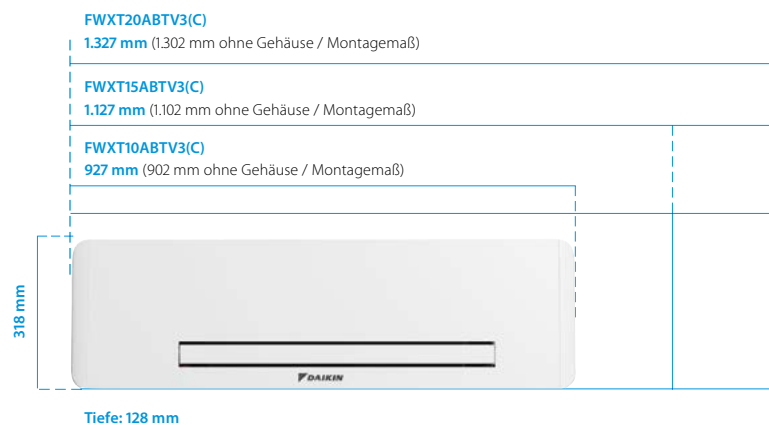 FWXT20ABTV3(C)
1.327 mm (1.302 mm ohne Gehäuse / Montagemaß)
FWXT15ABTV3(C)
1.127 mm (1.102 mm ohne Gehäuse / Montagemaß)
FWXT10ABTV3(C)
927 mm (902 mm ohne Gehäuse / Montagemaß)
318 mm
DAIKIN
Tiefe: 128 mm